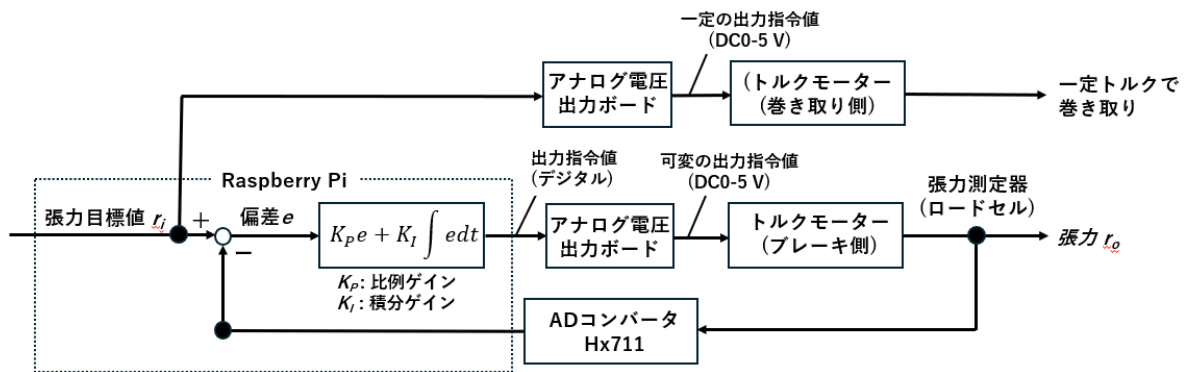 一定の出力指令値
(DC0-5 V)
アナログ電圧
出力ボード
(トルクモーター
(巻き取り側)
一定トルクで
巻き取り
Raspberry Pi
出力指令値
(デジタル)
可変の出力指令値
(DC0-5 V)
張力測定器
(ロードセル)
張力目標値 r_i
+
偏差e
−
K_P e + K_I ∫ edt
アナログ電圧
出力ボード
トルクモーター
(ブレーキ側)
張力 r_o
K_P: 比例ゲイン
K_I: 積分ゲイン
ADコンバータ
Hx711